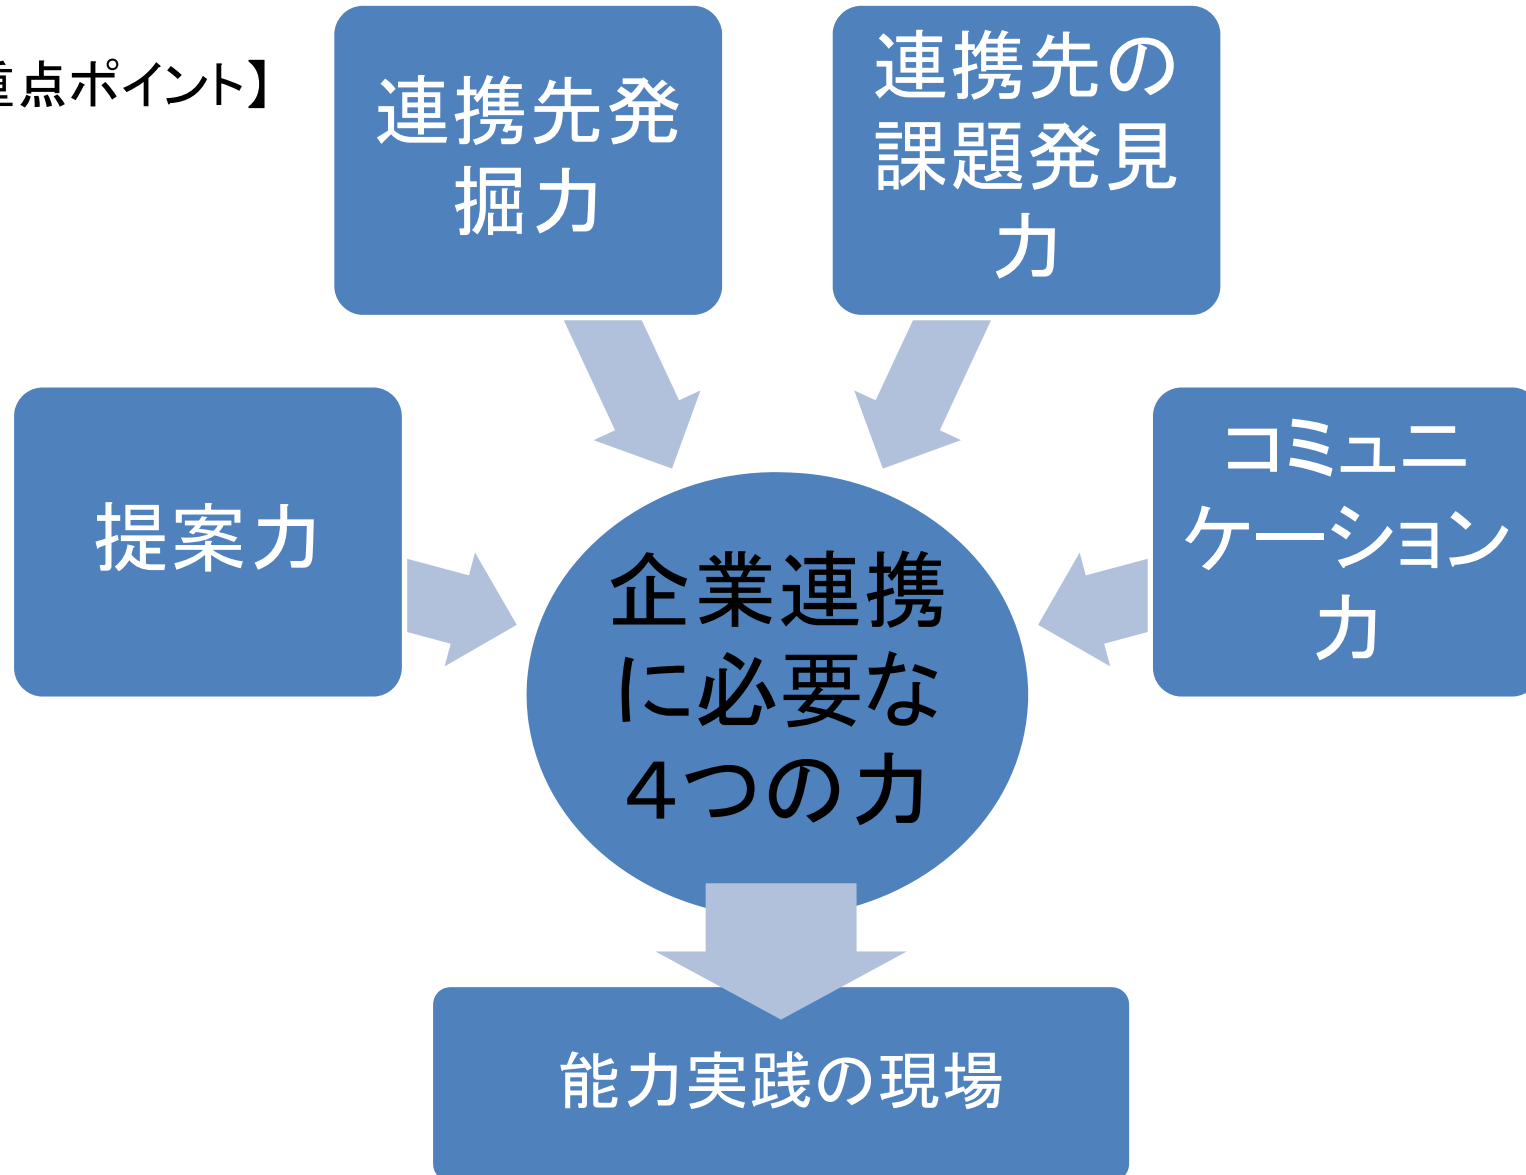 重点ポイント】
連携先発
掘力
連携先の
課題発見
力
提案力
コミュニ
ケーション
力
企業連携
に必要な
4つの力
能力実践の現場